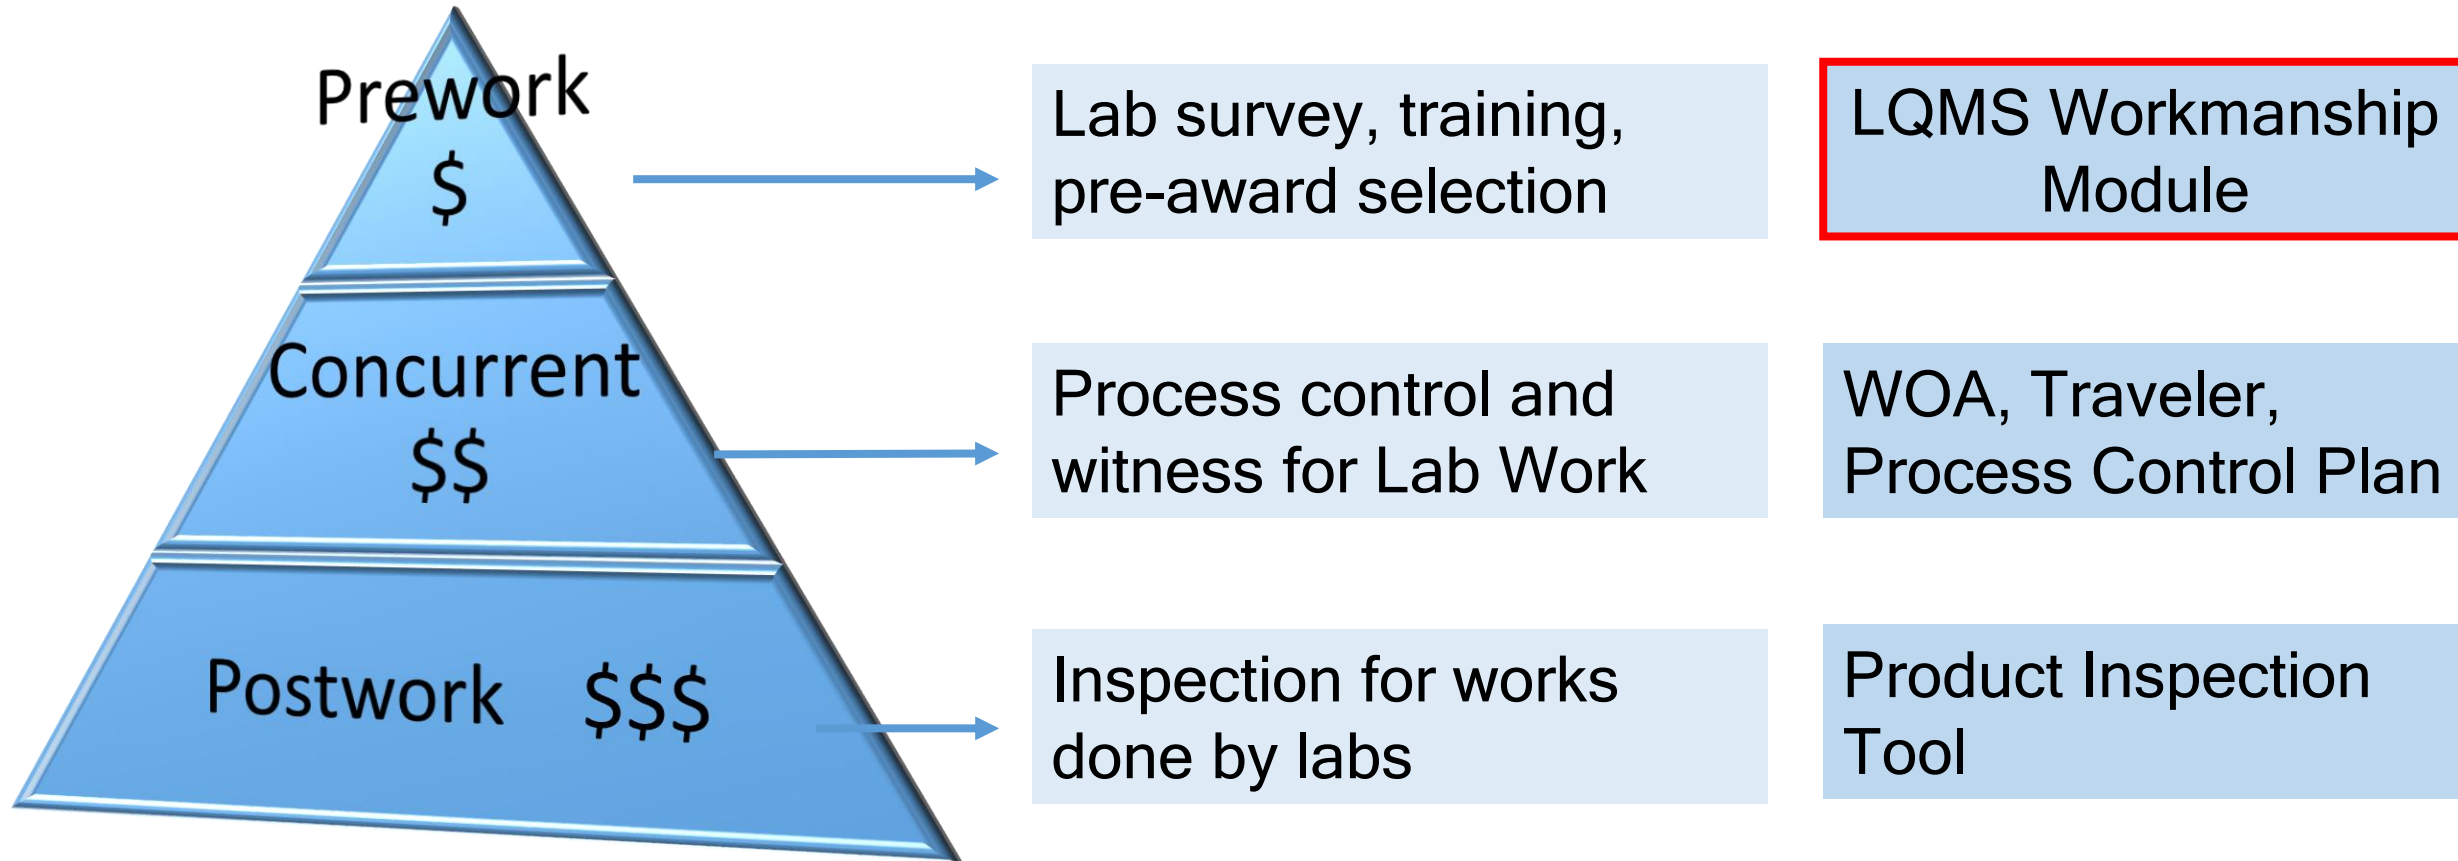 Prework
$
Lab survey, training,
pre-award selection
LQMS Workmanship
Module
Concurrent
$$
Process control and
witness for Lab Work
WOA, Traveler,
Process Control Plan
Postwork $$$
Inspection for works
done by labs
Product Inspection
Tool